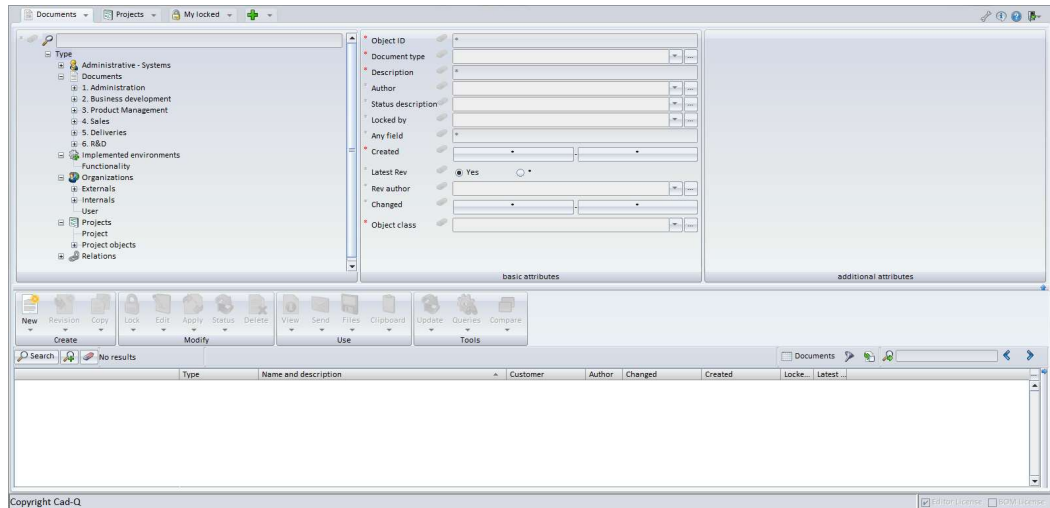 Documents Projects My locked
Type
Administrative - Systems
Documents
1. Administration
2. Business development
3. Product Management
4. Sales
5. Deliveries
6. R&D
Implemented environments
Functionality
Organizations
Externals
Internals
User
Projects
Project
Project objects
Relations
* Object ID *
* Document type
* Description *
* Author
* Status description
* Locked by
* Any field *
* Created * - *
* Latest Rev Yes *
* Rev author
* Changed * - *
* Object class
basic attributes
additional attributes
New Revision Copy Lock Edit Apply Status Delete View Send Files Clipboard Update Queries Compare
Create Modify Use Tools
Search No results Documents
Type Name and description Customer Author Changed Created Locke... Latest ...
Copyright Cad-Q Editor License BOM License